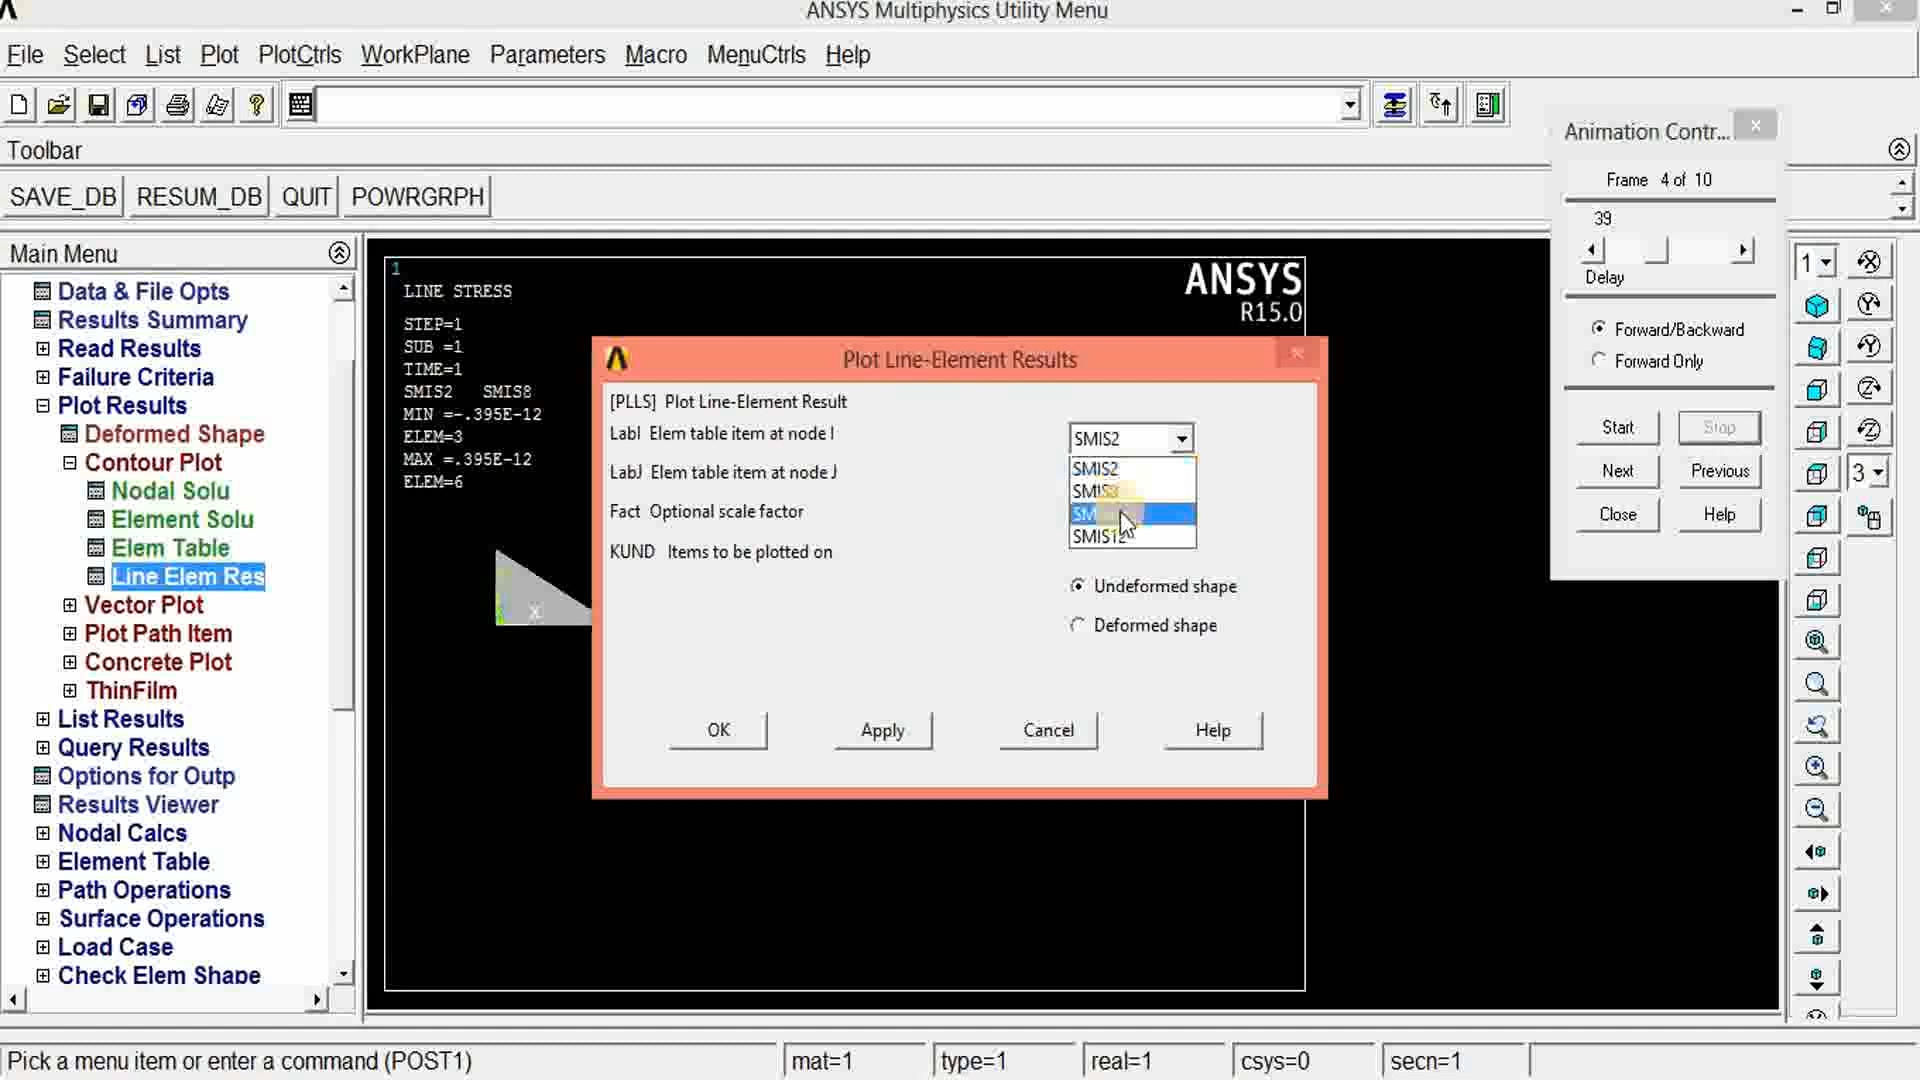 ANSYS Multiphysics Utility Menu
File Select List Plot PlotCtrls WorkPlane Parameters Macro MenuCtrls Help
Toolbar
SAVE_DB RESUM_DB QUIT POWRGRPH
Animation Contr...
Frame 4 of 10
39
Delay
Forward/Backward
Forward Only
Start Stop
Next Previous
Close Help
Main Menu
Data & File Opts
Results Summary
Read Results
Failure Criteria
Plot Results
Deformed Shape
Contour Plot
Nodal Solu
Element Solu
Elem Table
Line Elem Res
Vector Plot
Plot Path Item
Concrete Plot
ThinFilm
List Results
Query Results
Options for Outp
Results Viewer
Nodal Calcs
Element Table
Path Operations
Surface Operations
Load Case
Check Elem Shape
1
LINE STRESS
STEP=1
SUB =1
TIME=1
SMIS2 SMIS8
MIN =-.395E-12
ELEM=3
MAX =.395E-12
ELEM=6
ANSYS
R15.0
X
Plot Line-Element Results
[PLLS] Plot Line-Element Result
LabI Elem table item at node I
SMIS2
SMIS2
LabJ Elem table item at node J
Fact Optional scale factor
SMIS12
KUND Items to be plotted on
Undeformed shape
Deformed shape
OK Apply Cancel Help
1
3
Pick a menu item or enter a command (POST1)
mat=1 type=1 real=1 csys=0 secn=1